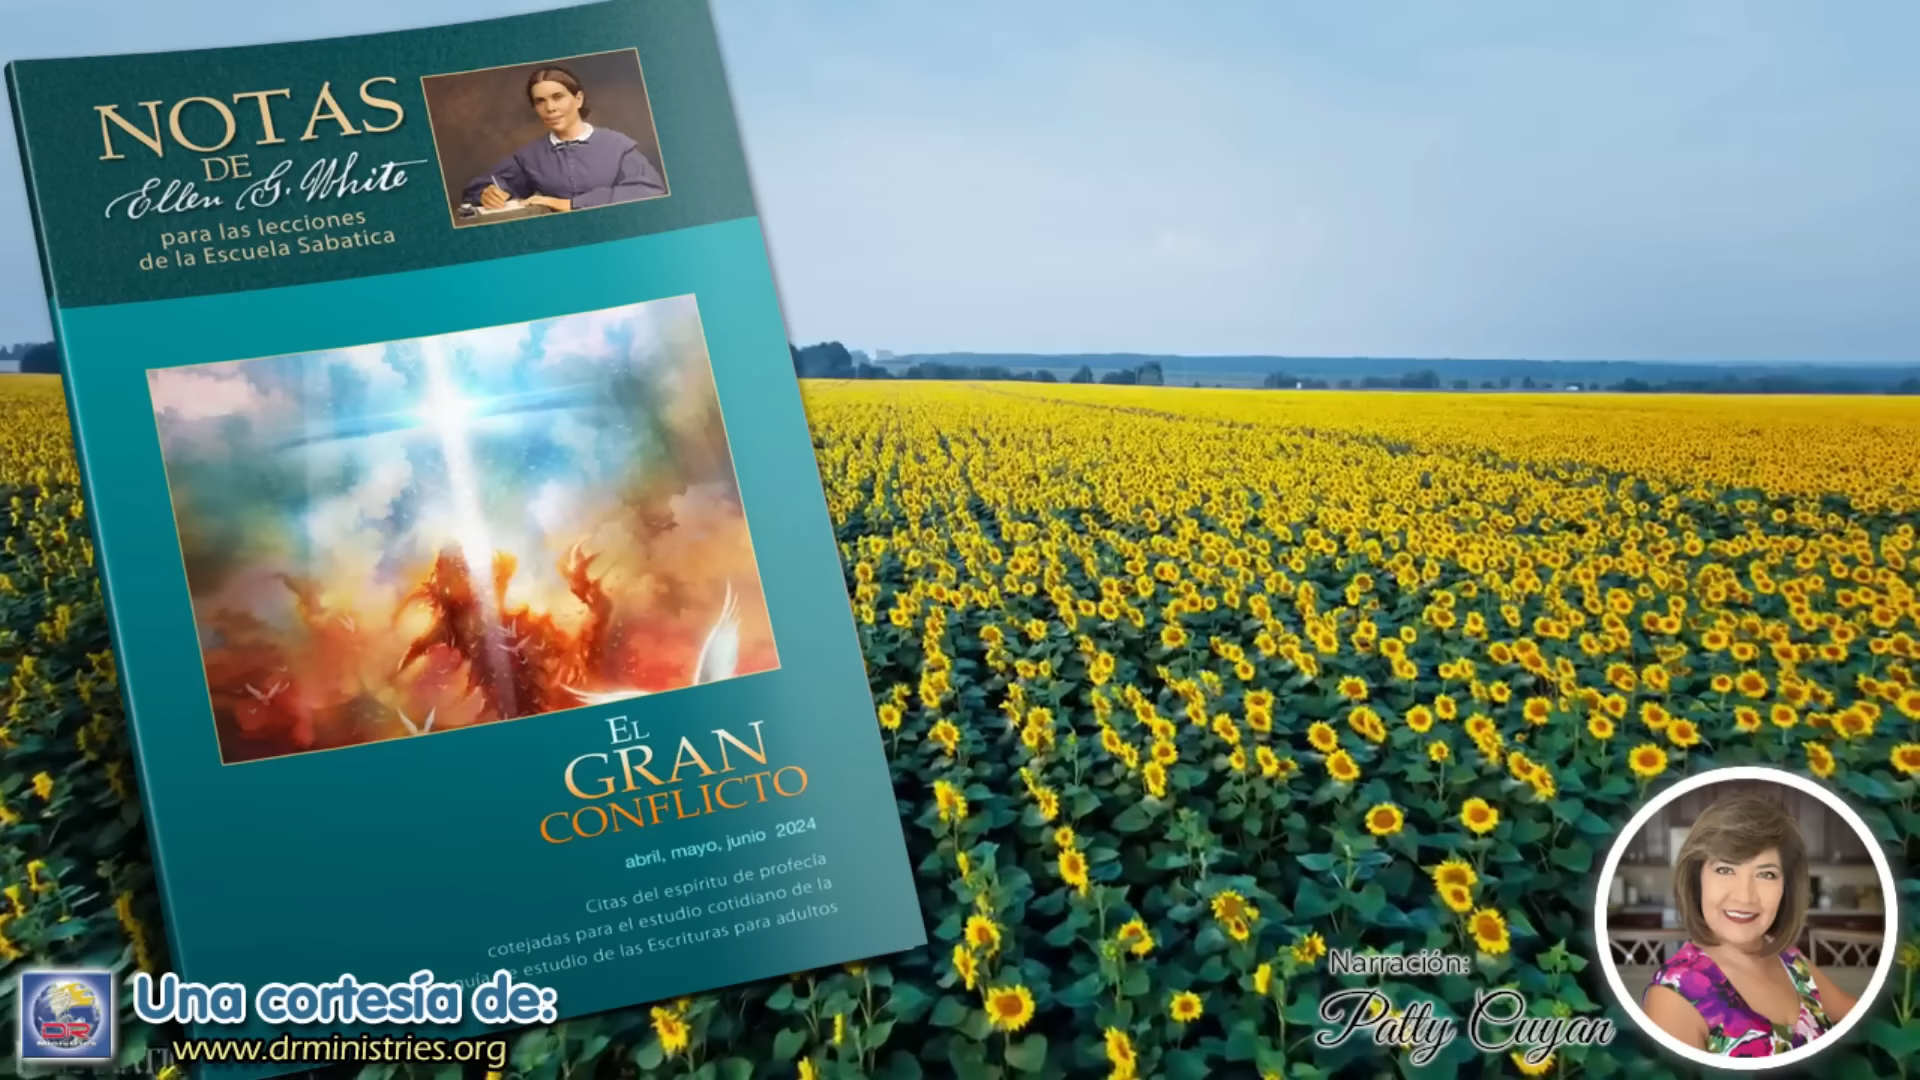 NOTAS
DE
Ellen G. White
para las lecciones
de la Escuela Sabatica
EL
GRAN
CONFLICTO
abril, mayo, junio 2024
Citas del espíritu de profecía
cotejadas para el estudio cotidiano de la
estudio de las Escrituras para adultos
Una cortesía de:
www.drministries.org
DR
Ministries
Narración:
Patty Cuyan